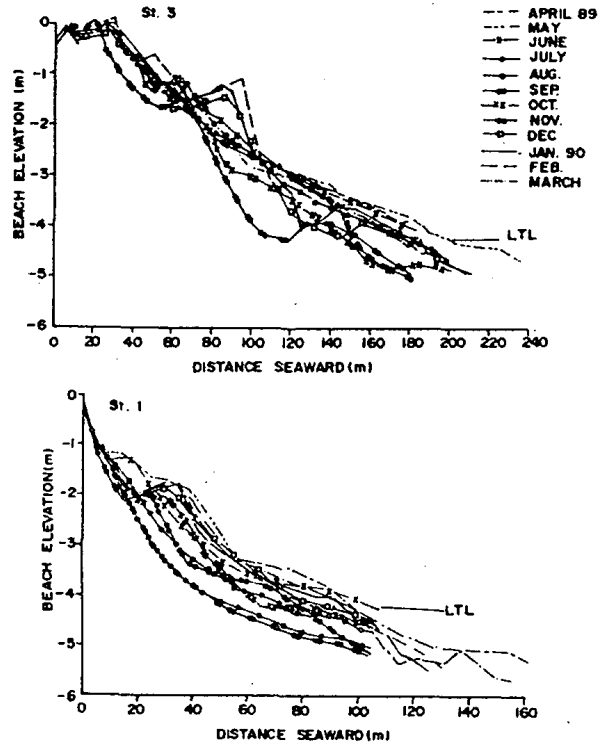 St. 3
APRIL 89
MAY
JUNE
JULY
AUG.
SEP.
OCT.
NOV.
DEC
JAN. 90
FEB.
MARCH
BEACH ELEVATION (m)
0
-1
-2
-3
-4
-5
-6
LTL
0 20 40 60 80 100 120 140 160 180 200 220 240
DISTANCE SEAWARD (m)
St. 1
BEACH ELEVATION (m)
0
-1
-2
-3
-4
-5
-6
LTL
0 20 40 60 80 100 120 140 160
DISTANCE SEAWARD (m)